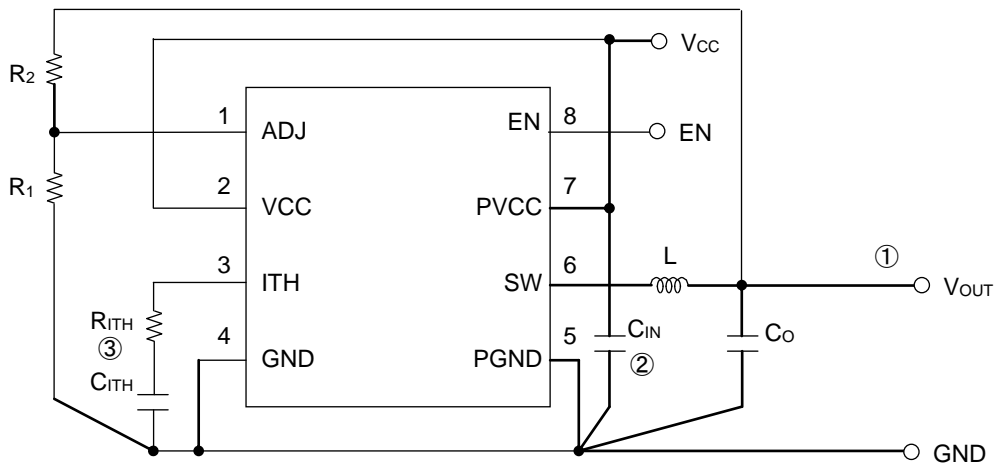 R2
R1
1
ADJ
2
VCC
3
ITH
4
GND
EN
8
PVCC
7
SW
6
PGND
5
VCC
EN
L
①
VOUT
CIN
②
CO
RITH
③
CITH
GND